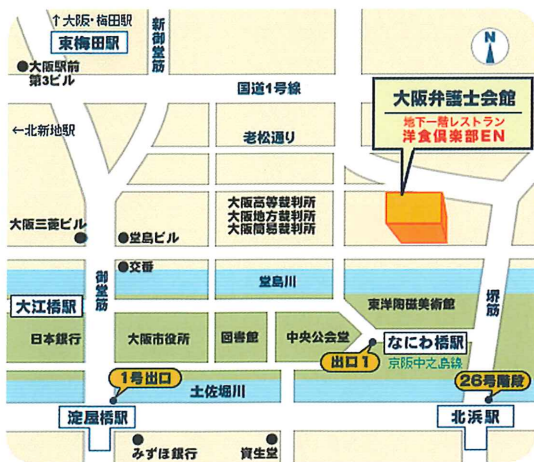 ↑大阪・梅田駅
東梅田駅
新御堂筋
N
●大阪駅前
第3ビル
国道1号線
大阪弁護士会館
地下一階レストラン
洋食倶楽部EN
←北新地駅
老松通り
大阪高等裁判所
大阪地方裁判所
大阪簡易裁判所
大阪三菱ビル
堂島ビル
交番
御堂筋
堂島川
堺筋
大江橋駅
東洋陶磁美術館
日本銀行
大阪市役所
図書館
中央公会堂
なにわ橋駅
出口1
京阪中之島線
1号出口
土佐堀川
26号階段
淀屋橋駅
北浜駅
みずほ銀行
資生堂